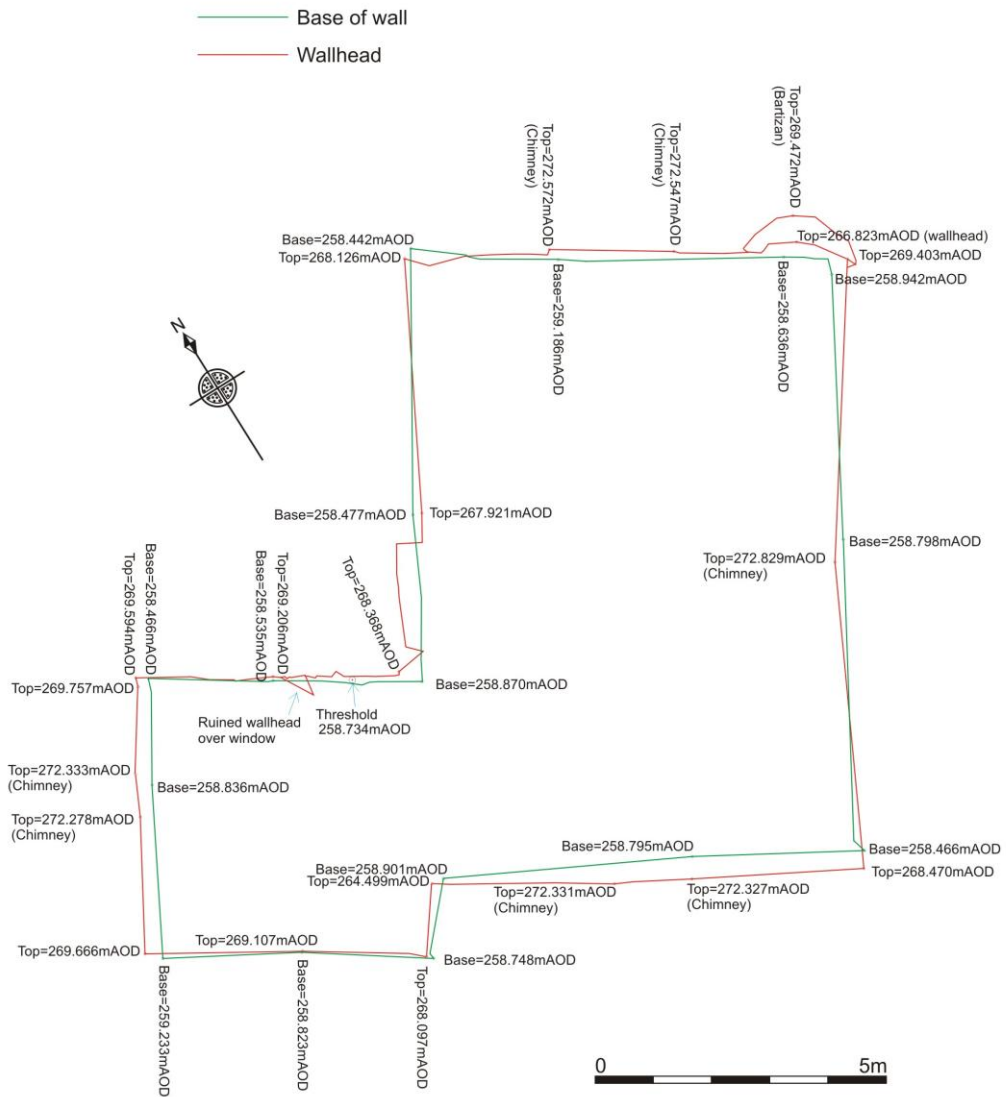 Base of wall
Wallhead
Top=269.472mAOD
(Bartizan)
Top=272.572mAOD
(Chimney)
Top=272.547mAOD
(Chimney)
Base=258.442mAOD
Top=268.126mAOD
Top=266.823mAOD (wallhead)
Top=269.403mAOD
Base=258.942mAOD
Base=259.186mAOD
Base=258.636mAOD
N
Base=258.477mAOD
Top=267.921mAOD
Base=258.798mAOD
Top=272.829mAOD
(Chimney)
Top=269.594mAOD
Base=258.466mAOD
Base=258.535mAOD
Top=269.206mAOD
Top=268.368mAOD
Top=269.757mAOD
Base=258.870mAOD
Ruined wallhead
over window
Threshold
258.734mAOD
Top=272.333mAOD
(Chimney)
Base=258.836mAOD
Top=272.278mAOD
(Chimney)
Base=258.795mAOD
Base=258.466mAOD
Base=258.901mAOD
Top=264.499mAOD
Top=268.470mAOD
Top=272.331mAOD
(Chimney)
Top=272.327mAOD
(Chimney)
Top=269.666mAOD
Top=269.107mAOD
Base=258.748mAOD
Base=259.233mAOD
Base=258.823mAOD
Top=268.097mAOD
0
5m